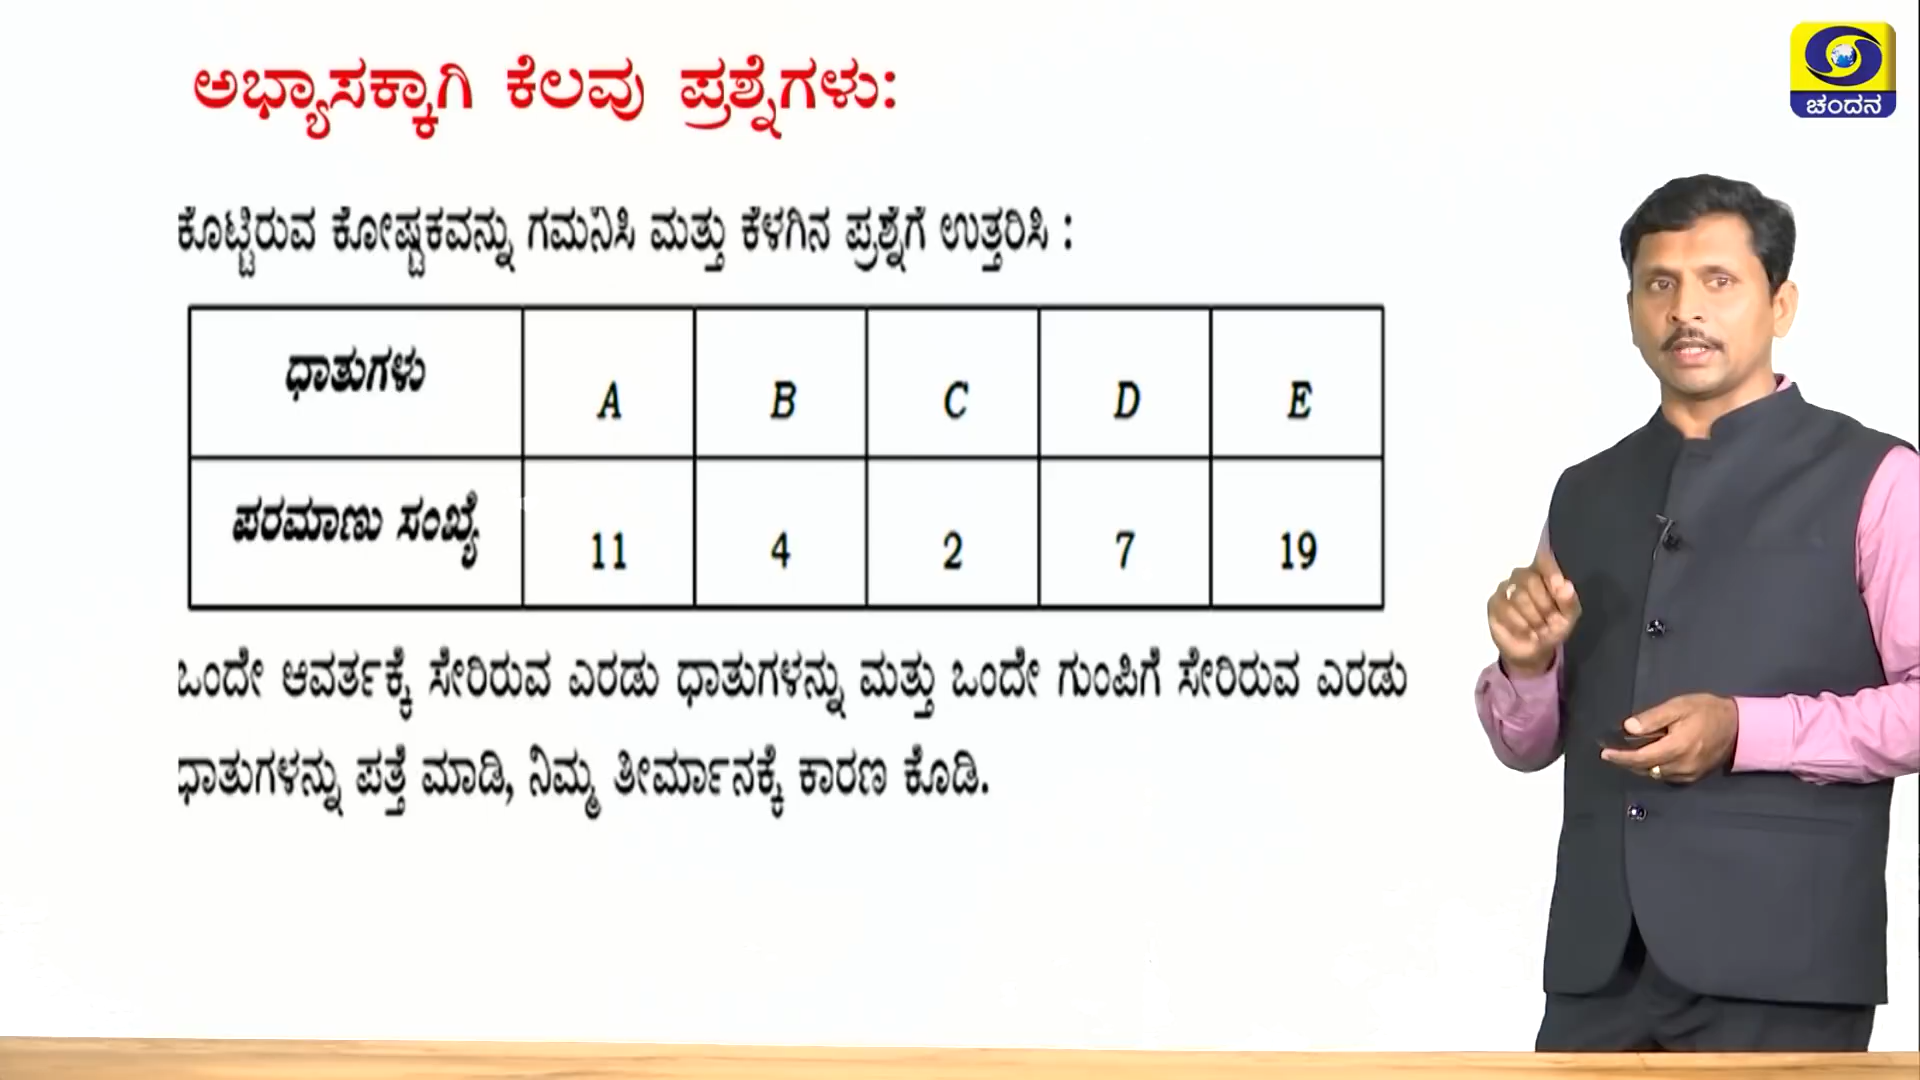 ಅಭ್ಯಾಸಕ್ಕಾಗಿ ಕೆಲವು ಪ್ರಶ್ನೆಗಳು:
ಚಂದನ
ಕೊಟ್ಟಿರುವ ಕೋಷ್ಟಕವನ್ನು ಗಮನಿಸಿ ಮತ್ತು ಕೆಳಗಿನ ಪ್ರಶ್ನೆಗೆ ಉತ್ತರಿಸಿ :
ಧಾತುಗಳು A B C D E
ಪರಮಾಣು ಸಂಖ್ಯೆ 11 4 2 7 19
ಒಂದೇ ಆವರ್ತಕ್ಕೆ ಸೇರಿರುವ ಎರಡು ಧಾತುಗಳನ್ನು ಮತ್ತು ಒಂದೇ ಗುಂಪಿಗೆ ಸೇರಿರುವ ಎರಡು
ಧಾತುಗಳನ್ನು ಪತ್ತೆ ಮಾಡಿ, ನಿಮ್ಮ ತೀರ್ಮಾನಕ್ಕೆ ಕಾರಣ ಕೊಡಿ.